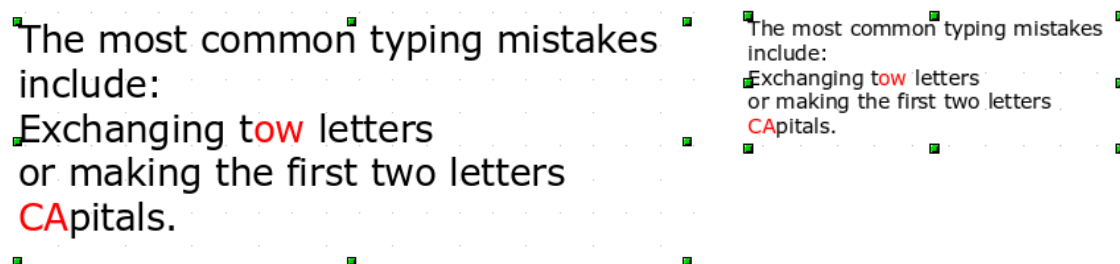 The most common typing mistakes
include:
Exchanging tow letters
or making the first two letters
CApitals.
The most common typing mistakes
include:
Exchanging tow letters
or making the first two letters
CApitals.